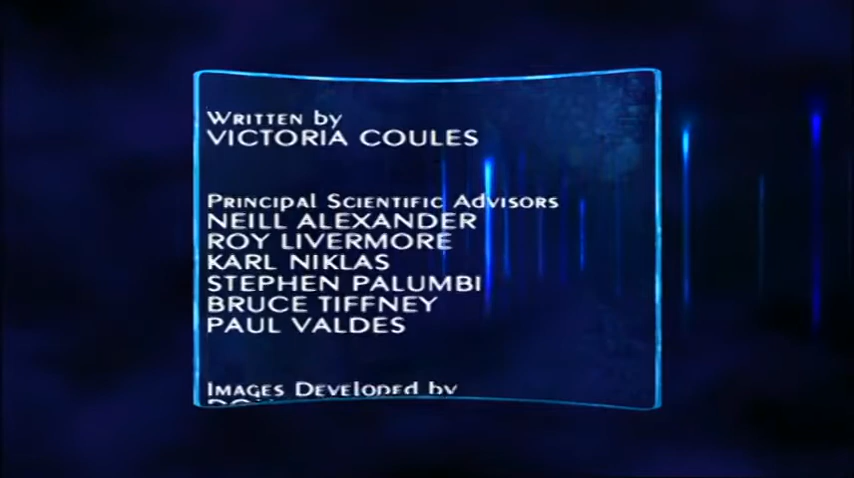 Written by
VICTORIA COULES
Principal Scientific Advisors
NEILL ALEXANDER
ROY LIVERMORE
KARL NIKLAS
STEPHEN PALUMBI
BRUCE TIFFNEY
PAUL VALDES
Images Developed by